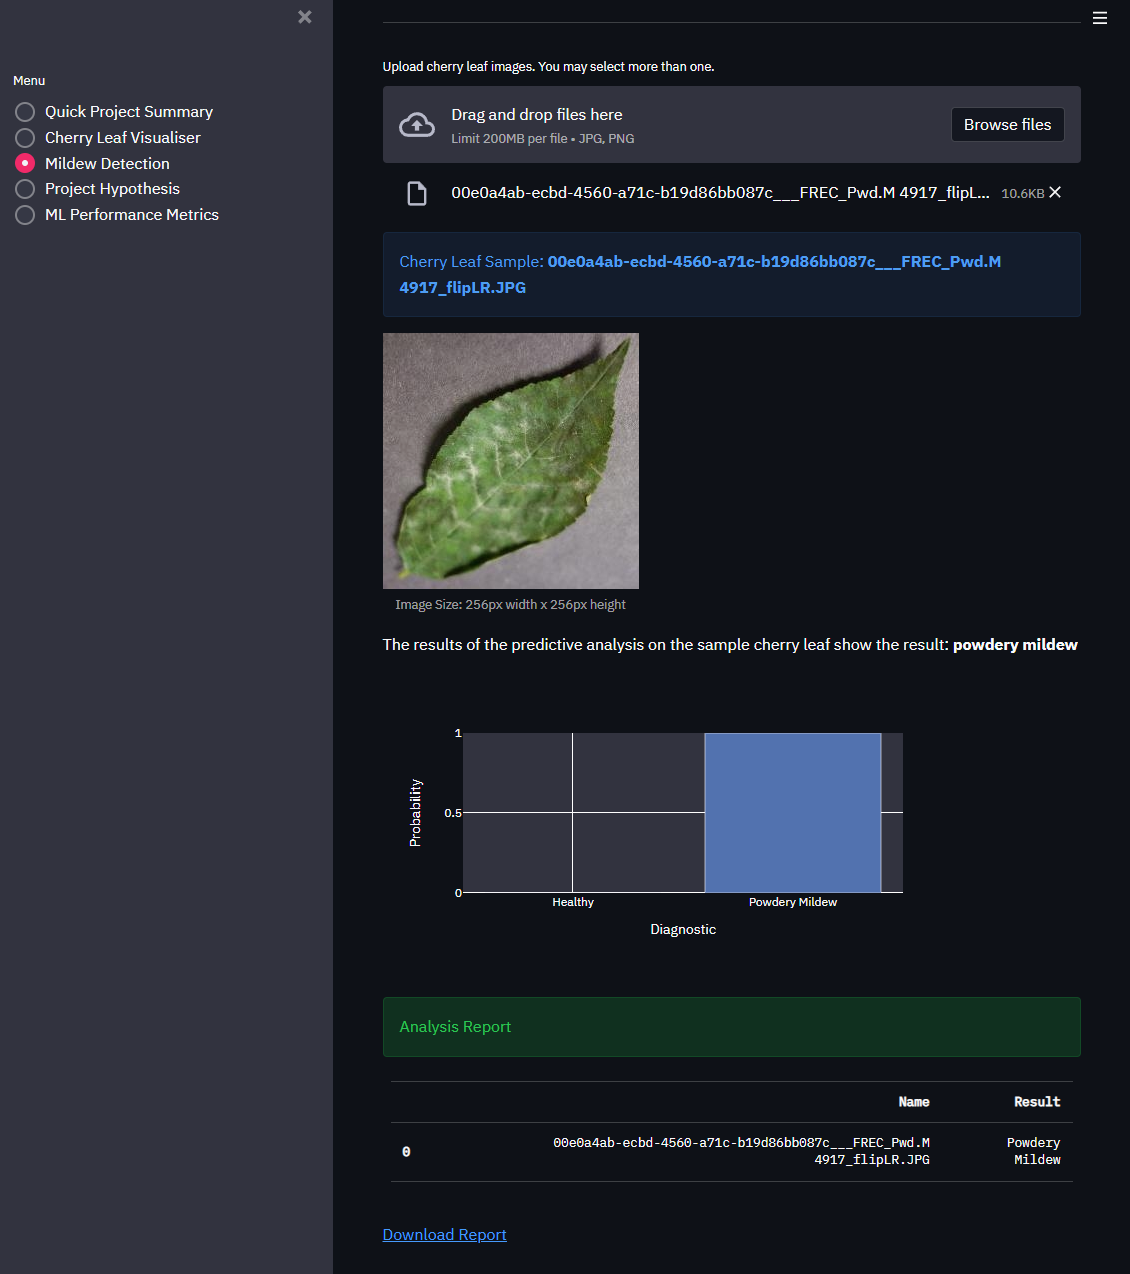 Menu
Quick Project Summary
Cherry Leaf Visualiser
Mildew Detection
Project Hypothesis
ML Performance Metrics
Upload cherry leaf images. You may select more than one.
Drag and drop files here
Limit 200MB per file • JPG, PNG
Browse files
00e0a4ab-ecbd-4560-a71c-b19d86bb087c___FREC_Pwd.M 4917_flipL... 10.6KB
Cherry Leaf Sample: 00e0a4ab-ecbd-4560-a71c-b19d86bb087c___FREC_Pwd.M
4917_flipLR.JPG
Image Size: 256px width x 256px height
The results of the predictive analysis on the sample cherry leaf show the result: powdery mildew
1
0.5
0
Probability
Healthy
Powdery Mildew
Diagnostic
Analysis Report
Name Result
0 00e0a4ab-ecbd-4560-a71c-b19d86bb087c___FREC_Pwd.M Powdery
4917_flipLR.JPG Mildew
Download Report